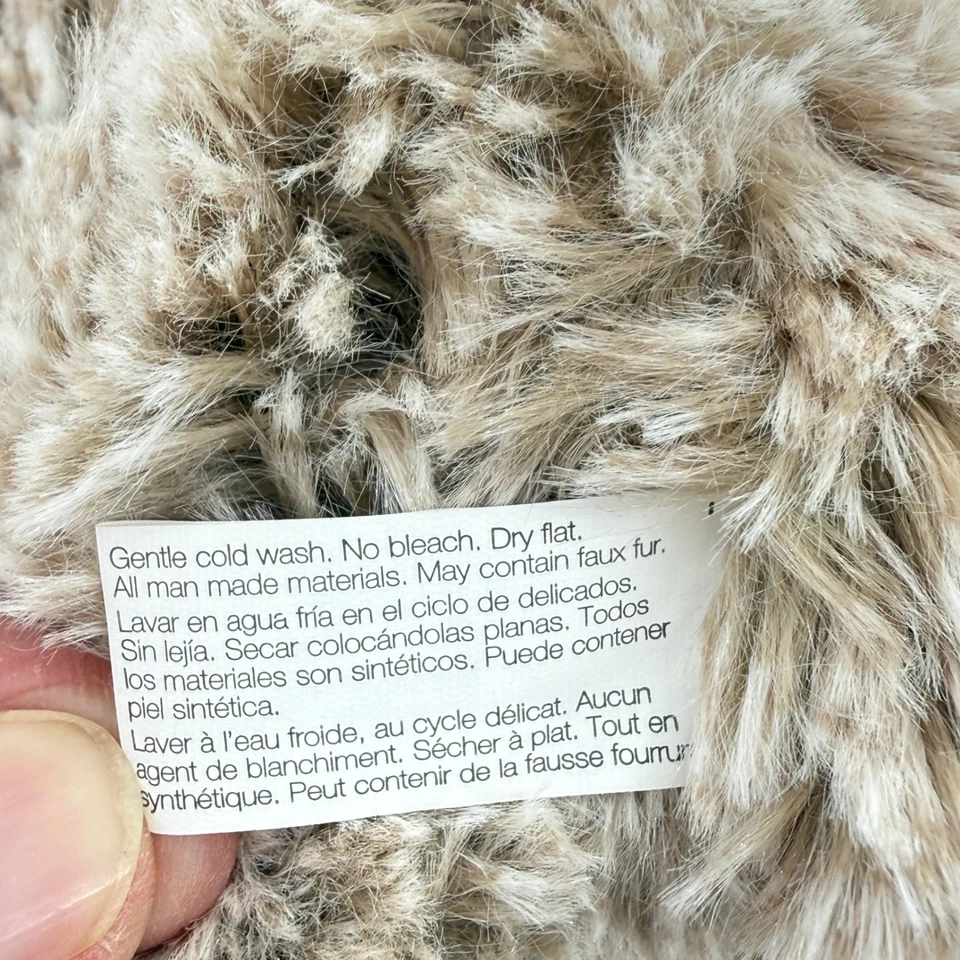 Gentle cold wash. No bleach. Dry flat.
All man made materials. May contain faux fur.
Lavar en agua fría en el ciclo de delicados.
Sin lejía. Secar colocándolas planas. Todos
los materiales son sintéticos. Puede contener
piel sintética.
Laver à l'eau froide, au cycle délicat. Aucun
agent de blanchiment. Sécher à plat. Tout en
synthétique. Peut contenir de la fausse